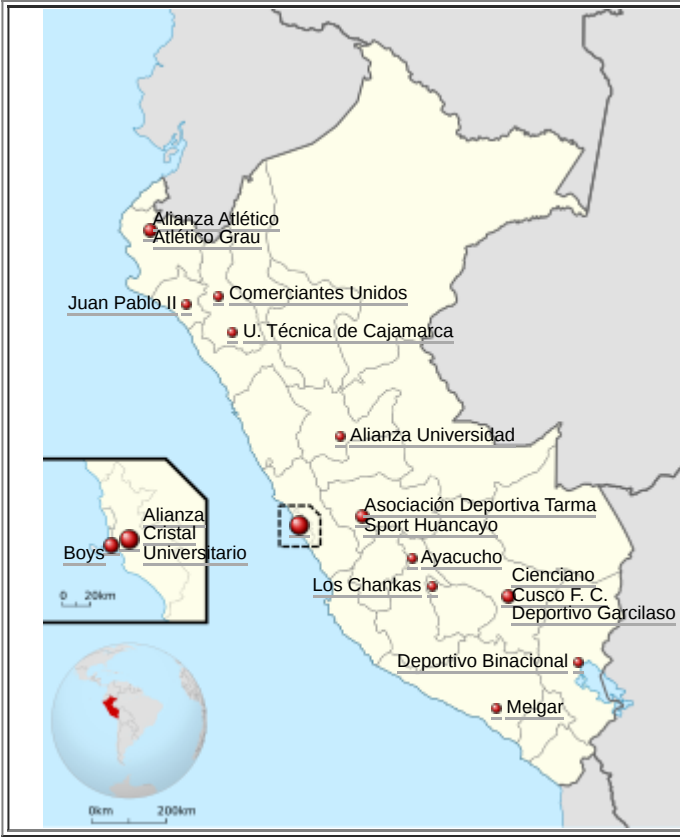 Alianza Atlético
Atlético Grau
Comerciantes Unidos
Juan Pablo II
U. Técnica de Cajamarca
Alianza Universidad
Asociación Deportiva Tarma
Sport Huancayo
Alianza
Cristal
Boys
Universitario
Ayacucho
Cienciano
Los Chankas
Cusco F. C.
Deportivo Garcilaso
0 20km
Deportivo Binacional
Melgar
0km 200km